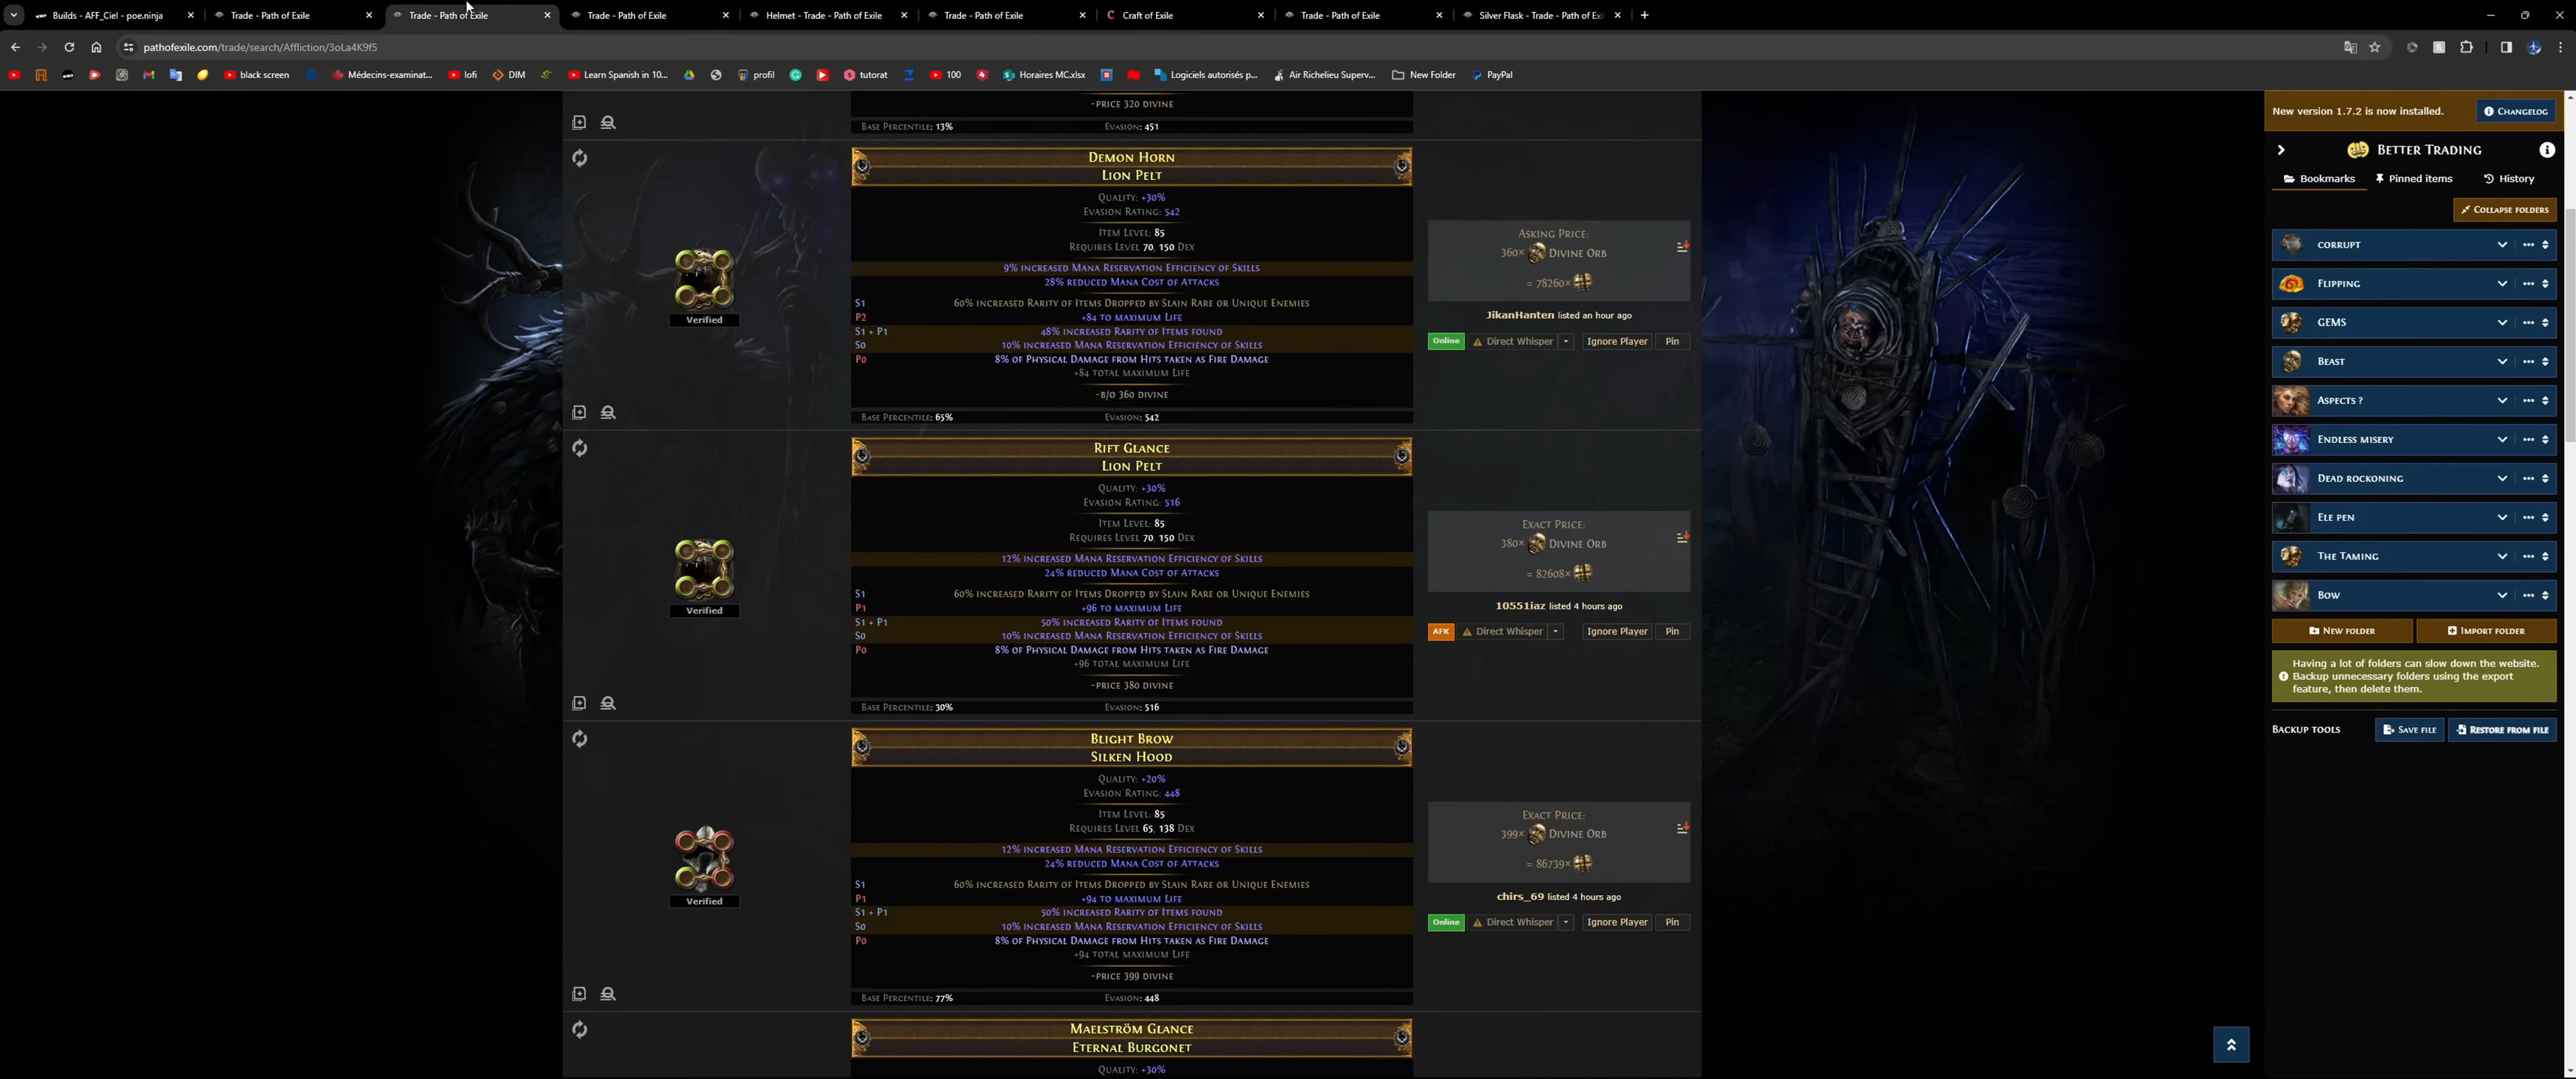 Builds - AFF_Ciel - poe.ninja
Trade - Path of Exile
Trade - Path of Exile
Trade - Path of Exile
Helmet - Trade - Path of Exile
Trade - Path of Exile
Craft of Exile
Trade - Path of Exile
Silver Flask - Trade - Path of Exi
pathofexile.com/trade/search/Affliction/3oLa4K9f5
black screen
Médecins-examinat...
lofi
DIM
Learn Spanish in 10...
profil
tutorat
100
Horaires MC.xlsx
Logiciels autorisés p...
Air Richelieu Superv...
New Folder
PayPal
~price 320 divine
Base Percentile: 13% Evasion: 451
Demon Horn
Lion Pelt
Quality: +30%
Evasion Rating: 542
Item Level: 85
Requires Level 70, 150 Dex
9% increased Mana Reservation Efficiency of Skills
28% reduced Mana Cost of Attacks
S1 60% increased Rarity of Items Dropped by Slain Rare or Unique Enemies
P2 +84 to maximum Life
S1 + P1 48% increased Rarity of Items found
S0 10% increased Mana Reservation Efficiency of Skills
P0 8% of Physical Damage from Hits taken as Fire Damage
+84 total maximum Life
~b/o 360 divine
Base Percentile: 65% Evasion: 542
Verified
Asking Price:
360× Divine Orb
= 78260×
JikanHanten listed an hour ago
Online Direct Whisper Ignore Player Pin
Rift Glance
Lion Pelt
Quality: +30%
Evasion Rating: 516
Item Level: 85
Requires Level 70, 150 Dex
12% increased Mana Reservation Efficiency of Skills
24% reduced Mana Cost of Attacks
S1 60% increased Rarity of Items Dropped by Slain Rare or Unique Enemies
P1 +96 to maximum Life
S1 + P1 50% increased Rarity of Items found
S0 10% increased Mana Reservation Efficiency of Skills
P0 8% of Physical Damage from Hits taken as Fire Damage
+96 total maximum Life
~price 380 divine
Base Percentile: 30% Evasion: 516
Verified
Exact Price:
380× Divine Orb
= 82608×
10551iaz listed 4 hours ago
AFK Direct Whisper Ignore Player Pin
Blight Brow
Silken Hood
Quality: +20%
Evasion Rating: 448
Item Level: 85
Requires Level 65, 138 Dex
12% increased Mana Reservation Efficiency of Skills
24% reduced Mana Cost of Attacks
S1 60% increased Rarity of Items Dropped by Slain Rare or Unique Enemies
P1 +94 to maximum Life
S1 + P1 50% increased Rarity of Items found
S0 10% increased Mana Reservation Efficiency of Skills
P0 8% of Physical Damage from Hits taken as Fire Damage
+94 total maximum Life
~price 399 divine
Base Percentile: 77% Evasion: 448
Verified
Exact Price:
399× Divine Orb
= 86739×
chirs_69 listed 4 hours ago
Online Direct Whisper Ignore Player Pin
Maelström Glance
Eternal Burgonet
Quality: +30%
New version 1.7.2 is now installed. Changelog
Better Trading
Bookmarks Pinned items History
Collapse folders
corrupt
Flipping
GEMS
Beast
Aspects ?
Endless misery
Dead rockoning
Ele pen
The Taming
Bow
New folder Import folder
Having a lot of folders can slow down the website.
Backup unnecessary folders using the export
feature, then delete them.
Backup tools Save file Restore from file